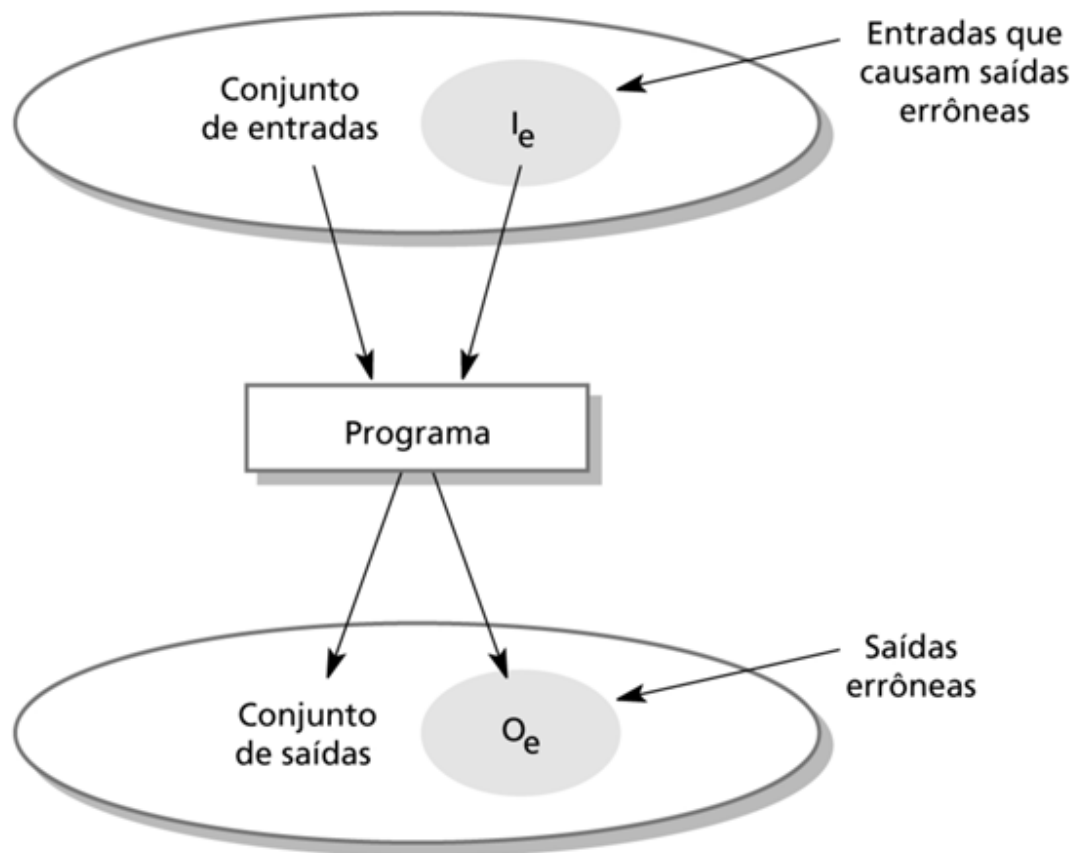 Entradas que
causam saídas
errôneas
Conjunto
de entradas
Ie
Programa
Saídas
errôneas
Conjunto
de saídas
Oe